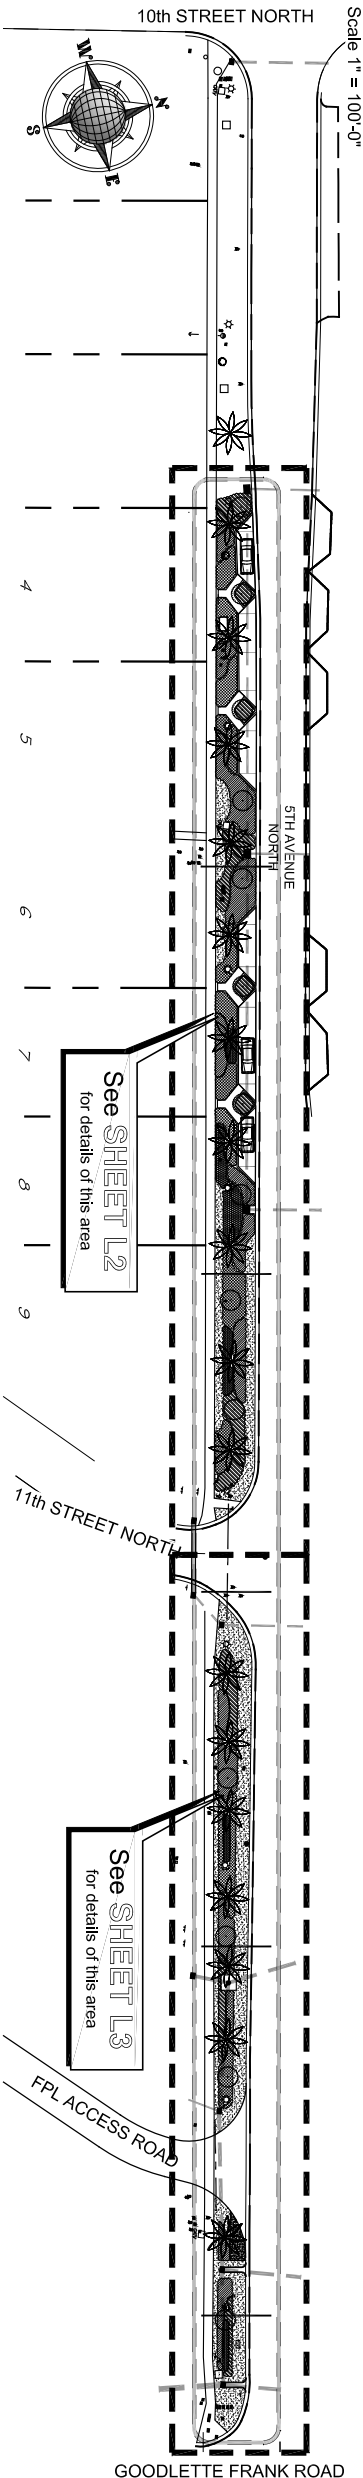 10th STREET NORTH
Scale 1" = 100'-0"
W
N
S
E
4
5
5TH AVENUE
NORTH
6
7
See SHEET L2
for details of this area
8
9
11th STREET NORTH
See SHEET L3
for details of this area
FPL ACCESS ROAD
GOODLETTE FRANK ROAD